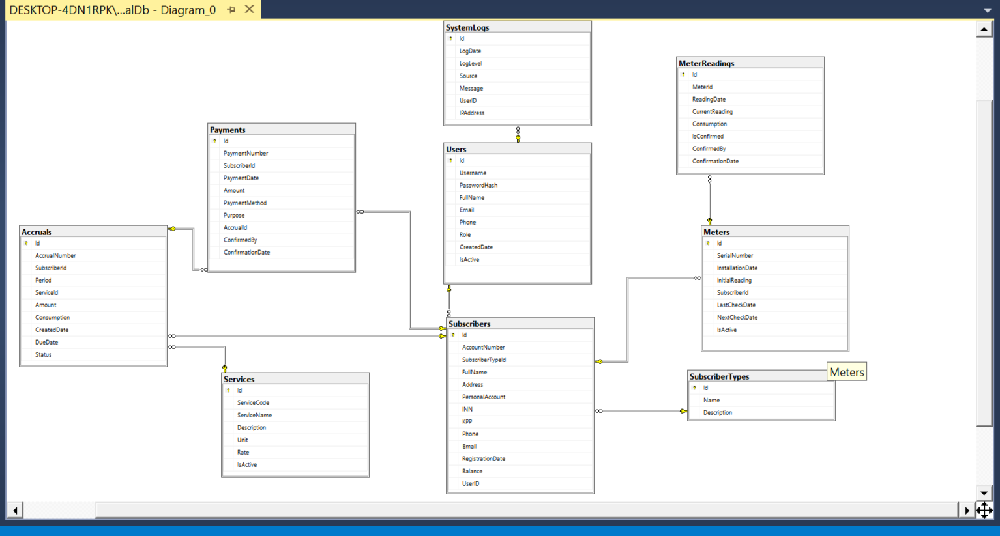 DESKTOP-4DN1RPK\...alDb - Diagram_0
SystemLogs
Id
LogDate
LogLevel
Source
Message
UserID
IPAddress
MeterReadings
Id
MeterId
ReadingDate
CurrentReading
Consumption
IsConfirmed
ConfirmedBy
ConfirmationDate
Payments
Id
PaymentNumber
SubscriberId
PaymentDate
Amount
PaymentMethod
Purpose
AccrualId
ConfirmedBy
ConfirmationDate
Users
Id
Username
PasswordHash
FullName
Email
Phone
Role
CreatedDate
IsActive
Accruals
Id
AccrualNumber
SubscriberId
Period
ServiceId
Amount
Consumption
CreatedDate
DueDate
Status
Meters
Id
SerialNumber
InstallationDate
InitialReading
SubscriberId
LastCheckDate
NextCheckDate
IsActive
Subscribers
Id
AccountNumber
SubscriberTypeId
FullName
Address
PersonalAccount
INN
KPP
Phone
Email
RegistrationDate
Balance
UserID
Services
Id
ServiceCode
ServiceName
Description
Unit
Rate
IsActive
SubscriberTypes
Id
Name
Description
Meters